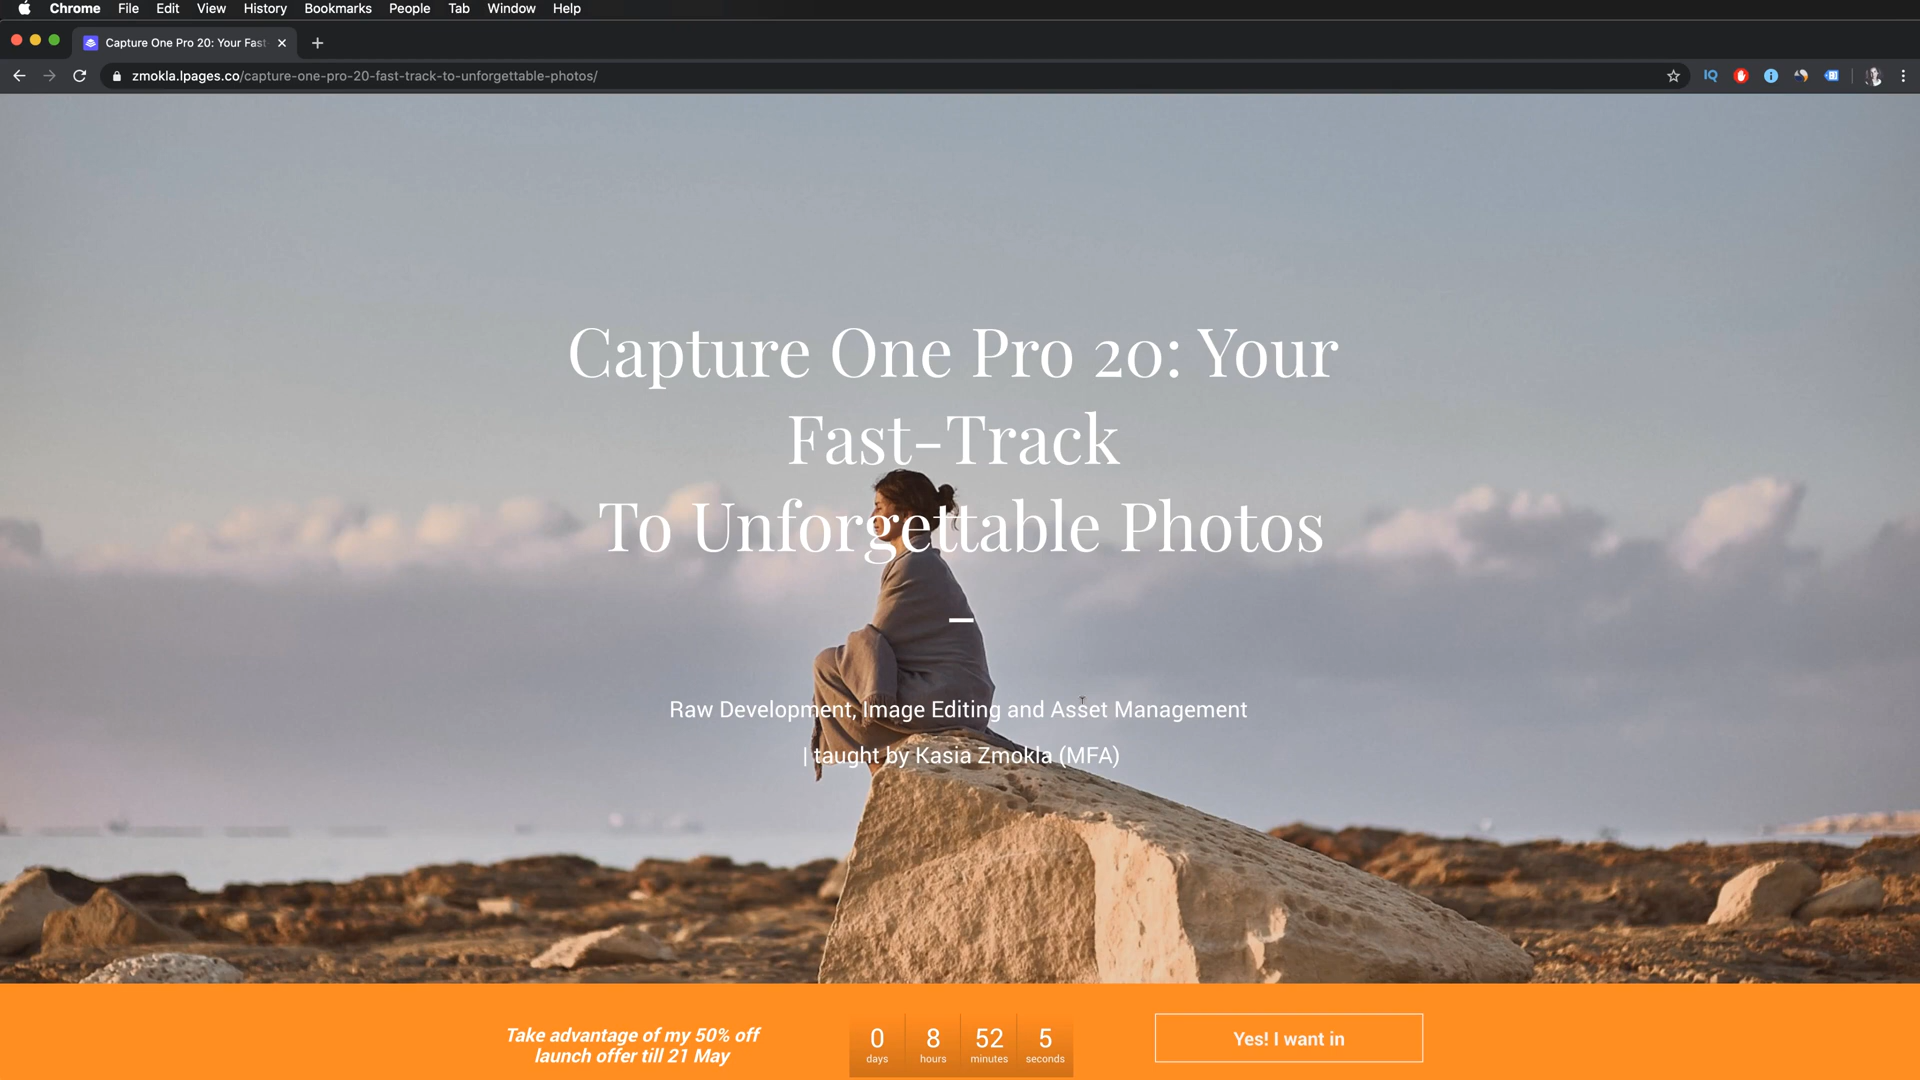 Chrome File Edit View History Bookmarks People Tab Window Help
Capture One Pro 20: Your Fast
zmokla.lpages.co/capture-one-pro-20-fast-track-to-unforgettable-photos/
IQ
Capture One Pro 20: Your
Fast-Track
To Unforgettable Photos
Raw Development, Image Editing and Asset Management
| taught by Kasia Zmokla (MFA)
Take advantage of my 50% off
launch offer till 21 May
0 8 52 5
days hours minutes seconds
Yes! I want in